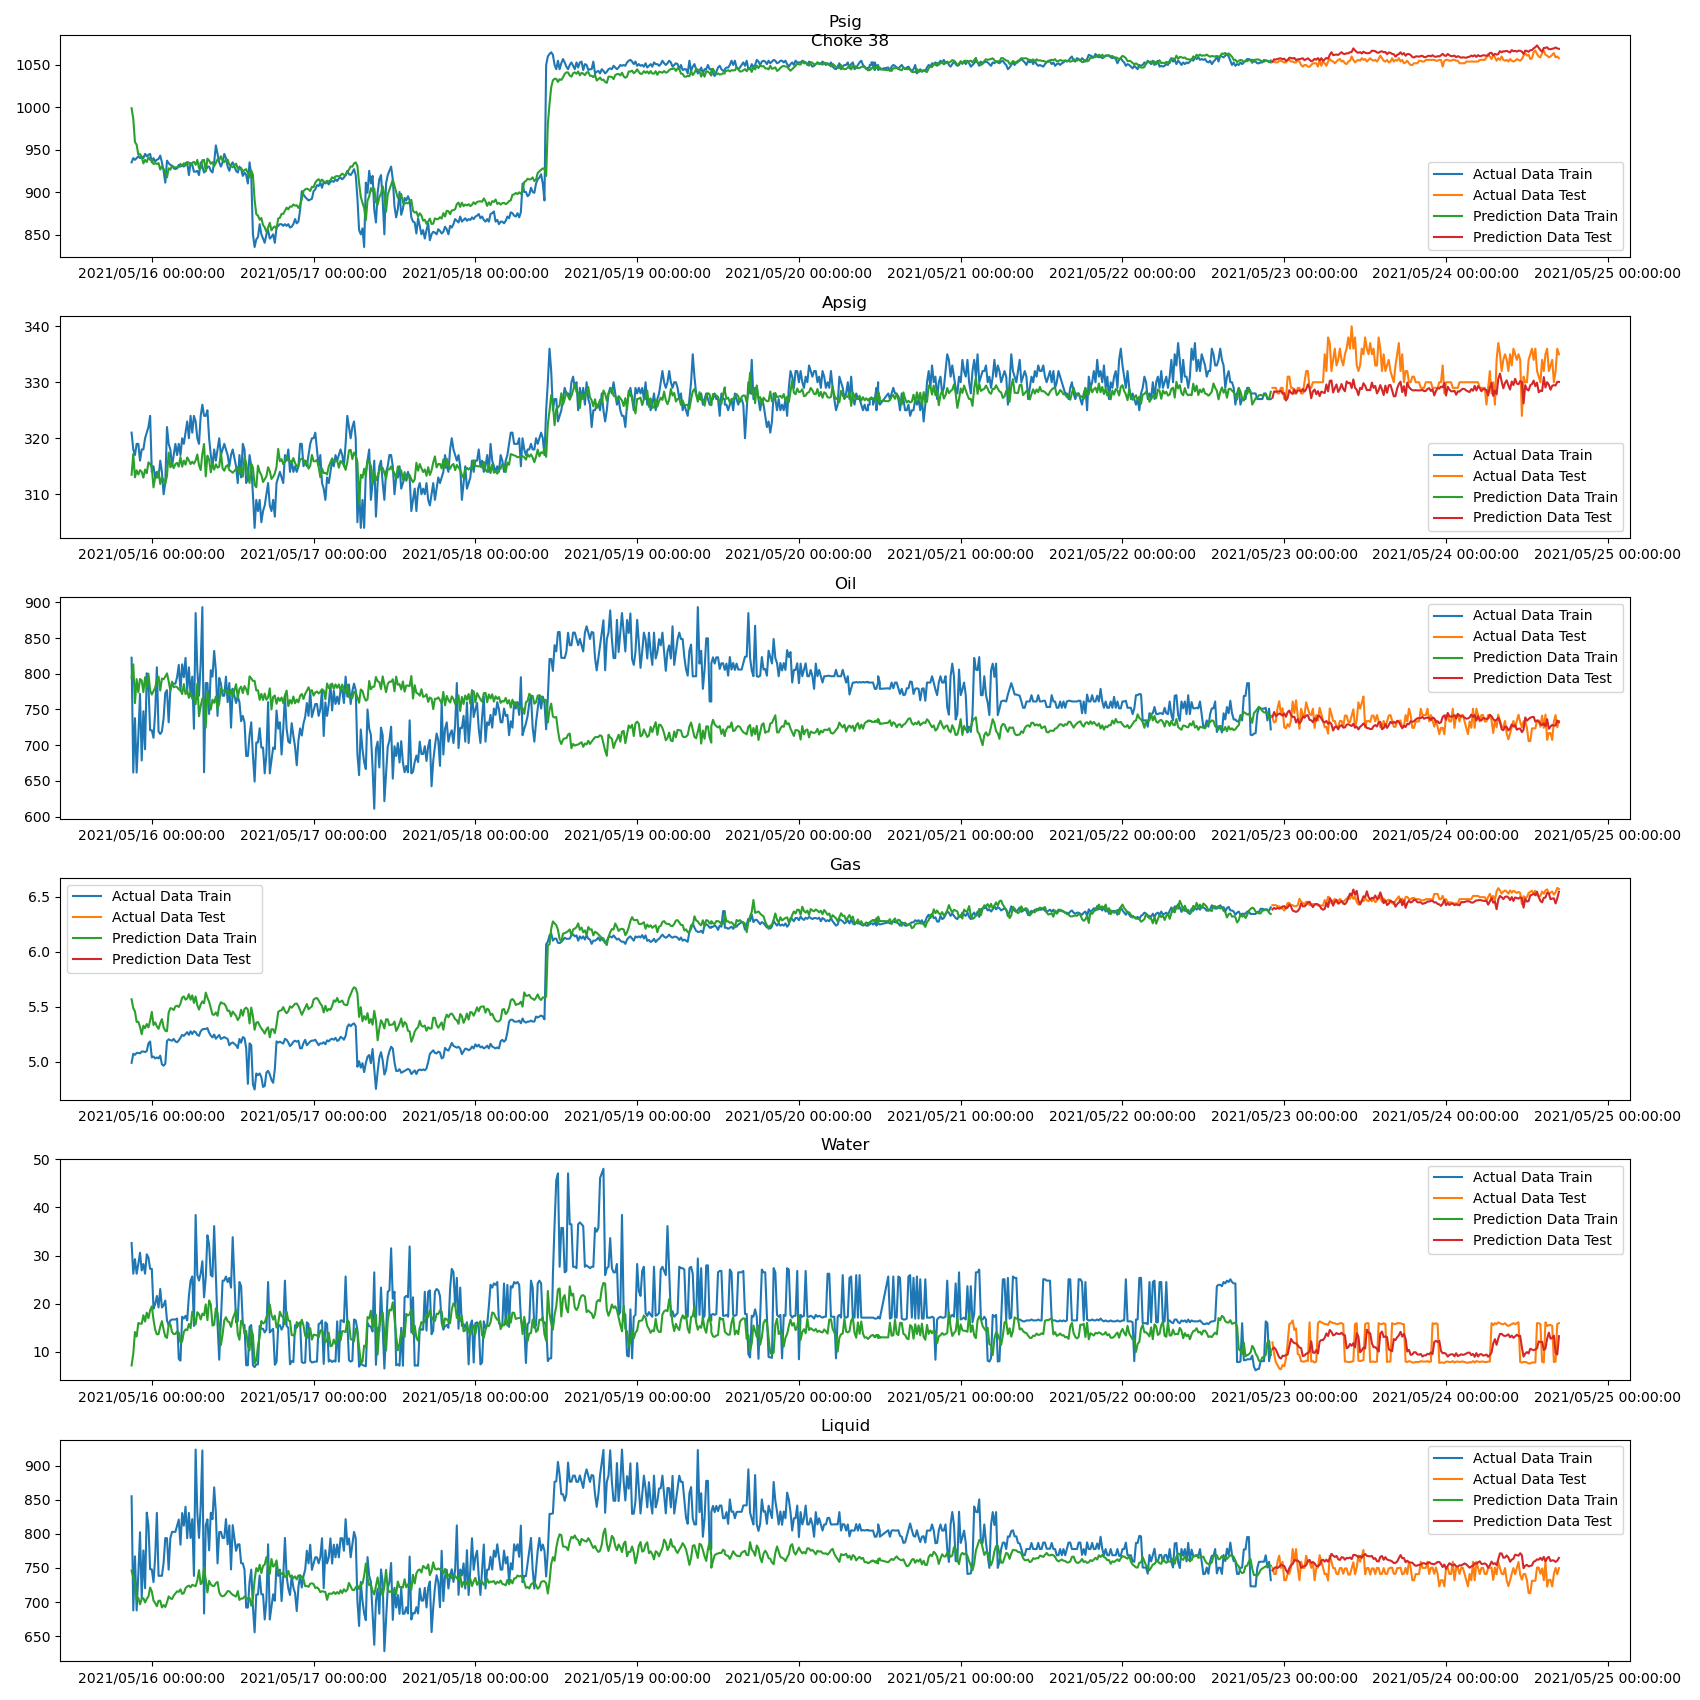 Psig
Choke 38
1050
1000
950
900
850
Actual Data Train
Actual Data Test
Prediction Data Train
Prediction Data Test
2021/05/16 00:00:00 2021/05/17 00:00:00 2021/05/18 00:00:00 2021/05/19 00:00:00 2021/05/20 00:00:00 2021/05/21 00:00:00 2021/05/22 00:00:00 2021/05/23 00:00:00 2021/05/24 00:00:00 2021/05/25 00:00:00
Apsig
340
330
320
310
Actual Data Train
Actual Data Test
Prediction Data Train
Prediction Data Test
2021/05/16 00:00:00 2021/05/17 00:00:00 2021/05/18 00:00:00 2021/05/19 00:00:00 2021/05/20 00:00:00 2021/05/21 00:00:00 2021/05/22 00:00:00 2021/05/23 00:00:00 2021/05/24 00:00:00 2021/05/25 00:00:00
Oil
900
850
800
750
700
650
600
Actual Data Train
Actual Data Test
Prediction Data Train
Prediction Data Test
2021/05/16 00:00:00 2021/05/17 00:00:00 2021/05/18 00:00:00 2021/05/19 00:00:00 2021/05/20 00:00:00 2021/05/21 00:00:00 2021/05/22 00:00:00 2021/05/23 00:00:00 2021/05/24 00:00:00 2021/05/25 00:00:00
Gas
6.5
6.0
5.5
5.0
Actual Data Train
Actual Data Test
Prediction Data Train
Prediction Data Test
2021/05/16 00:00:00 2021/05/17 00:00:00 2021/05/18 00:00:00 2021/05/19 00:00:00 2021/05/20 00:00:00 2021/05/21 00:00:00 2021/05/22 00:00:00 2021/05/23 00:00:00 2021/05/24 00:00:00 2021/05/25 00:00:00
Water
50
40
30
20
10
Actual Data Train
Actual Data Test
Prediction Data Train
Prediction Data Test
2021/05/16 00:00:00 2021/05/17 00:00:00 2021/05/18 00:00:00 2021/05/19 00:00:00 2021/05/20 00:00:00 2021/05/21 00:00:00 2021/05/22 00:00:00 2021/05/23 00:00:00 2021/05/24 00:00:00 2021/05/25 00:00:00
Liquid
900
850
800
750
700
650
Actual Data Train
Actual Data Test
Prediction Data Train
Prediction Data Test
2021/05/16 00:00:00 2021/05/17 00:00:00 2021/05/18 00:00:00 2021/05/19 00:00:00 2021/05/20 00:00:00 2021/05/21 00:00:00 2021/05/22 00:00:00 2021/05/23 00:00:00 2021/05/24 00:00:00 2021/05/25 00:00:00